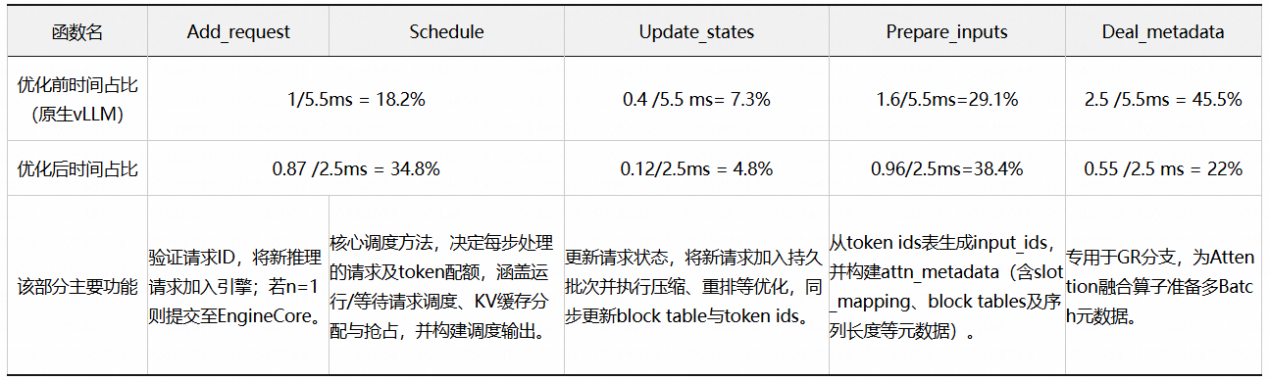 函数名 Add_request Schedule Update_states Prepare_inputs Deal_metadata
优化前时间占比
（原生vLLM）
1/5.5ms = 18.2% 0.4 /5.5 ms= 7.3% 1.6/5.5ms=29.1% 2.5 /5.5ms = 45.5%
优化后时间占比 0.87 /2.5ms = 34.8% 0.12/2.5ms = 4.8% 0.96/2.5ms=38.4% 0.55 /2.5 ms = 22%
该部分主要功能
验证请求ID，将新推理
请求加入引擎；若n=1
则提交至EngineCore。
核心调度方法，决定每步处理
的请求及token配额，涵盖运
行/等待请求调度、KV缓存分
配与抢占，并构建调度输出。
更新请求状态，将新请求加入持久
批次并执行压缩、重排等优化，同
步更新block table与token ids。
从token ids表生成input_ids，
并构建attn_metadata（含slot
_mapping、block tables及序
列长度等元数据）。
专用于GR分支，为Atten
tion融合算子准备多Batc
h元数据。